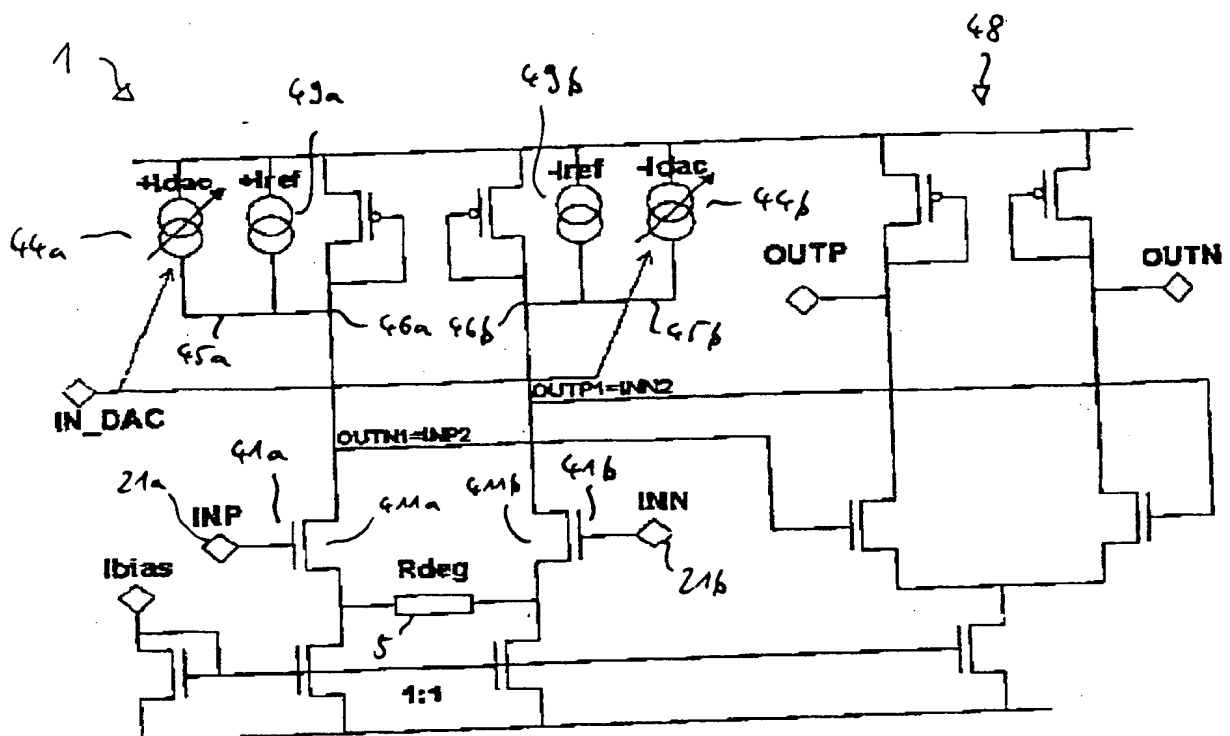 1
48
49a
49b
+Idac
+Iref
-Iref
-Idac
44a
44b
OUTP
OUTN
45a
46a
46b
45b
IN_DAC
OUTP1=INN2
OUTN1=INP2
41a
21a
INP
411a
411b
41b
INN
21b
Ibias
Rdeg
5
1:1